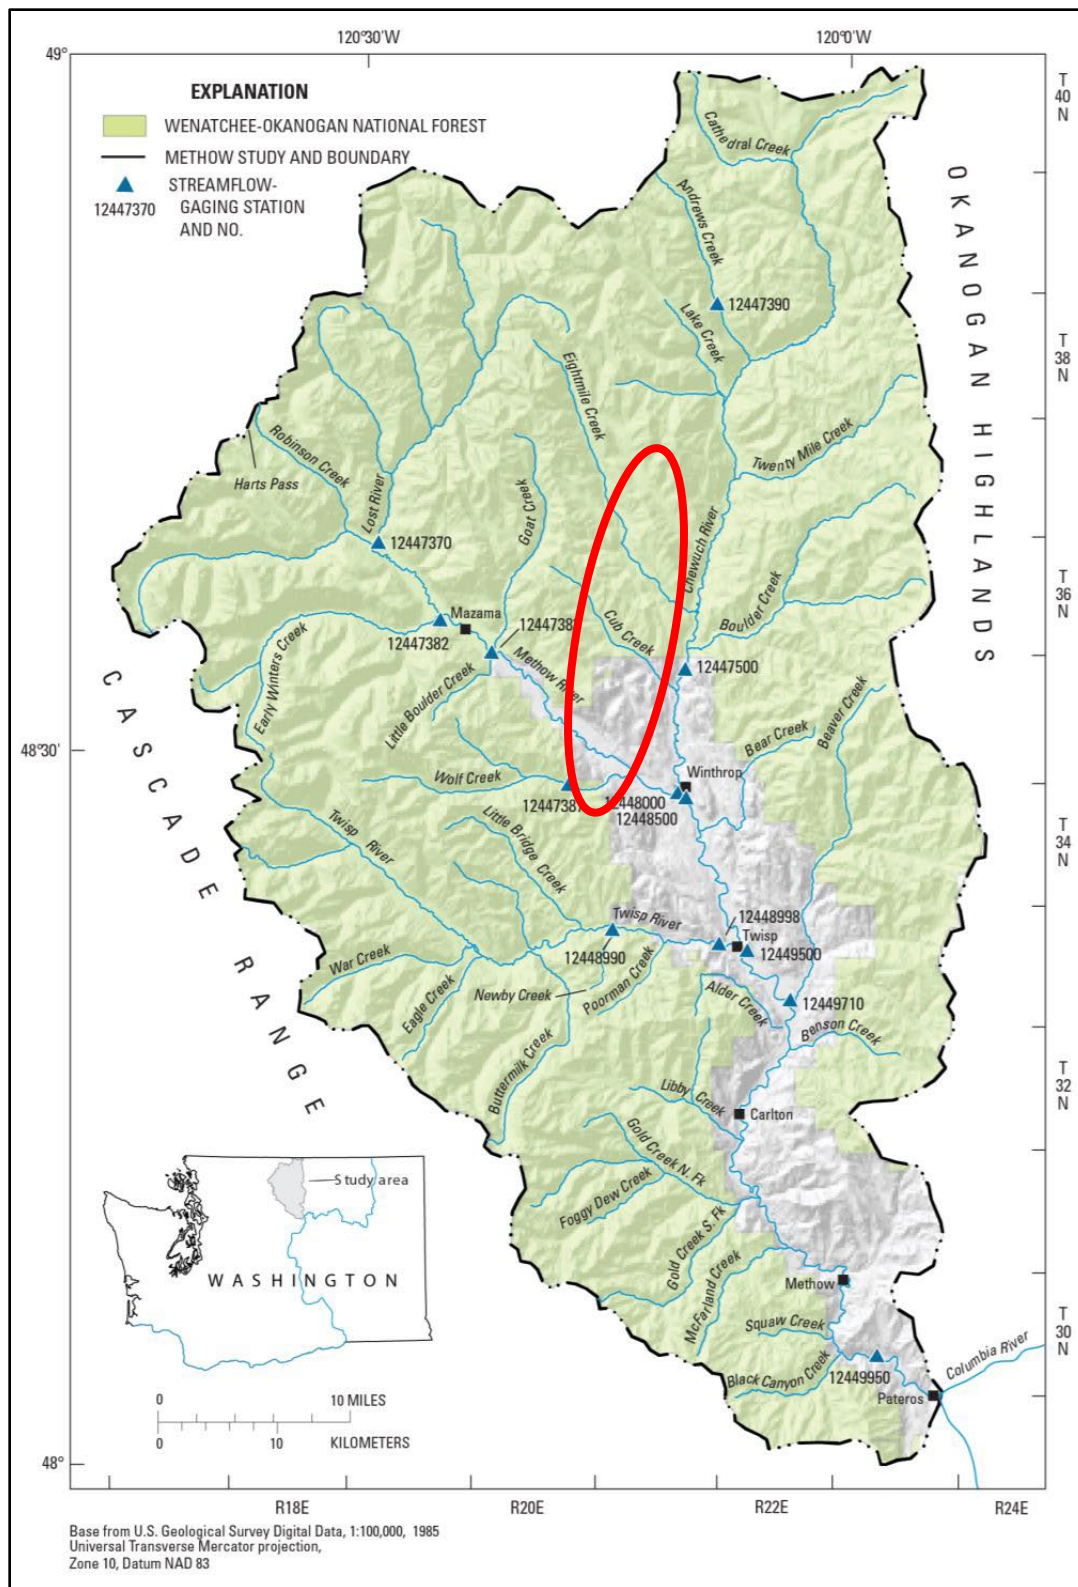 120°30'W
120°0'W
49°
EXPLANATION
WENATCHEE-OKANOGAN NATIONAL FOREST
METHOW STUDY AND BOUNDARY
STREAMFLOW-
12447370
GAGING STATION
AND NO.
T
40
N
Cathedral Creek
Andrews Creek
OKANOGAN HIGHLANDS
12447390
Lake Creek
T
38
N
Eightmile Creek
Robinson Creek
Harts Pass
Lost River
Goat Creek
Twenty Mile Creek
12447370
Chewuch River
T
36
N
Mazama
12447382
1244738
Cub Creek
Boulder Creek
Early Winters Creek
Methow River
Little Boulder Creek
12447500
CASCADE RANGE
48°30'
Beaver Creek
Bear Creek
Wolf Creek
Winthrop
1244738
12448000
12448500
T
34
N
Twisp River
Little Bridge Creek
Twisp River
12448998
Twisp
12449500
12448990
War Creek
Eagle Creek
Newby Creek
Poorman Creek
Alder Creek
12449710
Benson Creek
Buttermilk Creek
T
32
N
Libby Creek
Carlton
Gold Creek N. Fk
Foggy Dew Creek
Gold Creek S. Fk
Study area
WASHINGTON
McFarland Creek
Methow
Squaw Creek
T
30
N
Black Canyon Creek
12449950
Columbia River
Pateros
0 10 MILES
0 10 KILOMETERS
48°
R18E
R20E
R22E
R24E
Base from U.S. Geological Survey Digital Data, 1:100,000, 1985
Universal Transverse Mercator projection,
Zone 10, Datum NAD 83